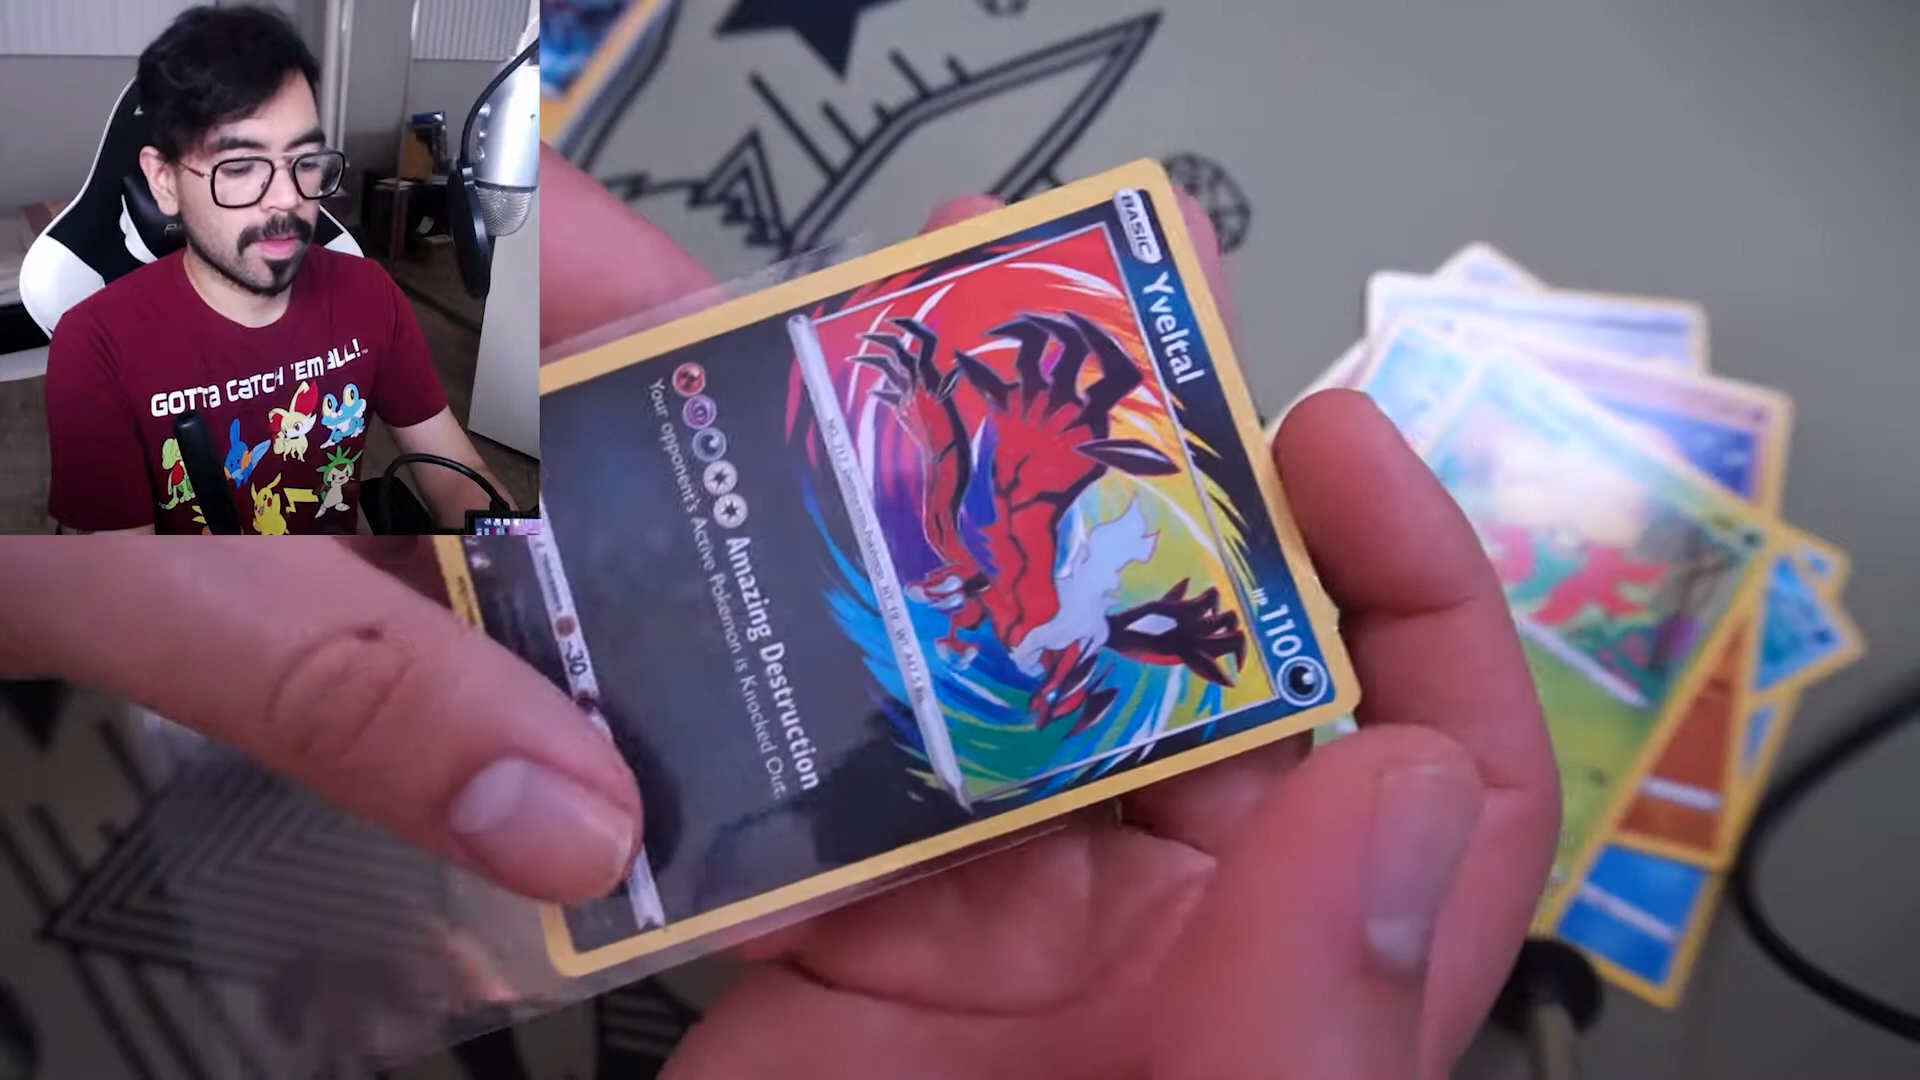 GOTTA CATCH 'EM ALL!
BASIC
Yveltal
HP 110
Amazing Destruction
Your opponent's Active Pokémon is Knocked Out.
-30